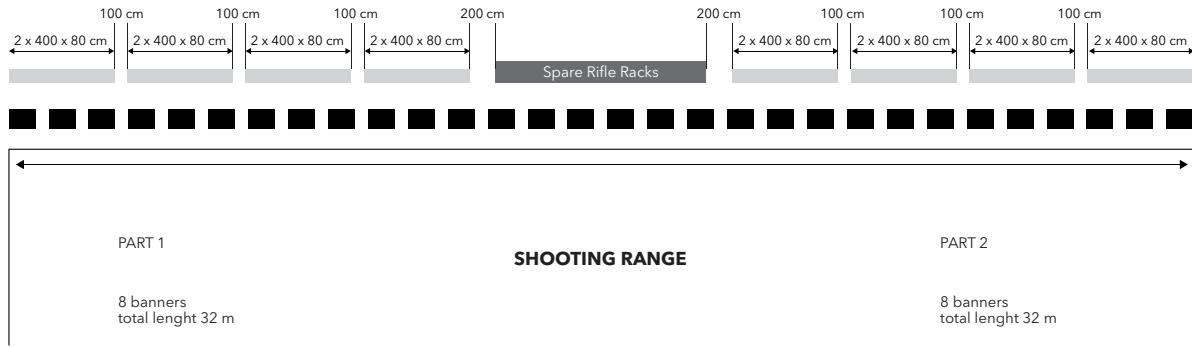 100 cm 100 cm 100 cm 200 cm 200 cm 100 cm 100 cm 100 cm
2 x 400 x 80 cm 2 x 400 x 80 cm 2 x 400 x 80 cm 2 x 400 x 80 cm 2 x 400 x 80 cm 2 x 400 x 80 cm 2 x 400 x 80 cm 2 x 400 x 80 cm
Spare Rifle Racks
PART 1
PART 2
SHOOTING RANGE
8 banners
total lenght 32 m
8 banners
total lenght 32 m